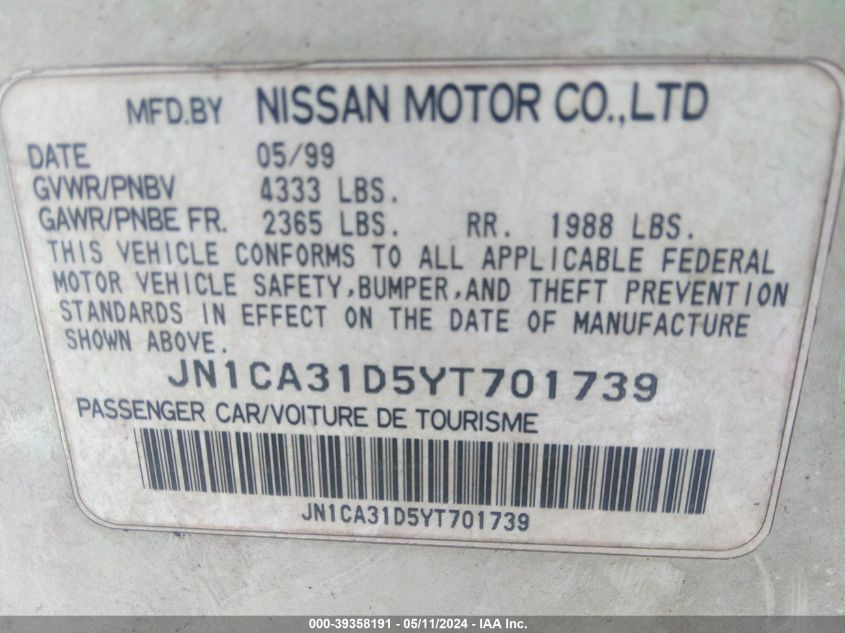 MFD.BY NISSAN MOTOR CO.,LTD
DATE 05/99
GVWR/PNBV 4333 LBS.
GAWR/PNBE FR. 2365 LBS. RR. 1988 LBS.
THIS VEHICLE CONFORMS TO ALL APPLICABLE FEDERAL
MOTOR VEHICLE SAFETY,BUMPER,AND THEFT PREVENTION
STANDARDS IN EFFECT ON THE DATE OF MANUFACTURE
SHOWN ABOVE.
JN1CA31D5YT701739
PASSENGER CAR/VOITURE DE TOURISME
JN1CA31D5YT701739
000-39358191 - 05/11/2024 - IAA Inc.